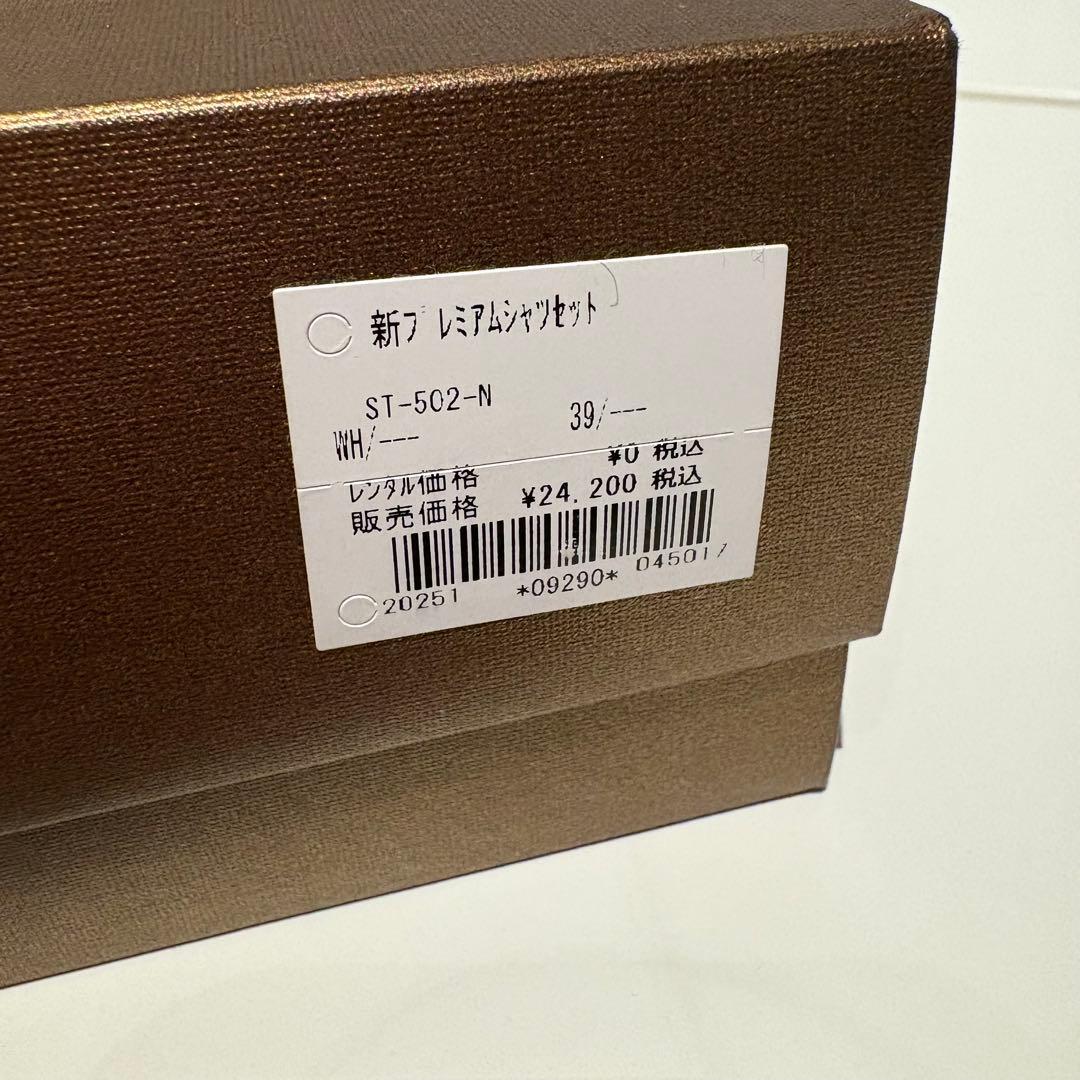 新プレミアムシャツセット
ST-502-N
WH/---  39/---
レンタル価格 ¥0 税込
販売価格 ¥24,200 税込
20251 *09290* 045017